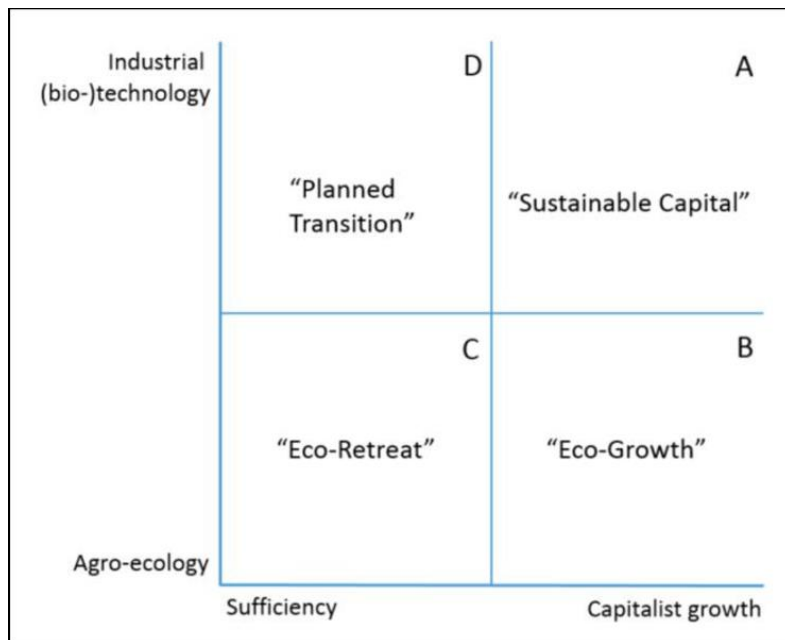 Industrial
(bio-)technology
D
A
“Planned
Transition”
“Sustainable Capital”
C
B
“Eco-Retreat”
“Eco-Growth”
Agro-ecology
Sufficiency
Capitalist growth